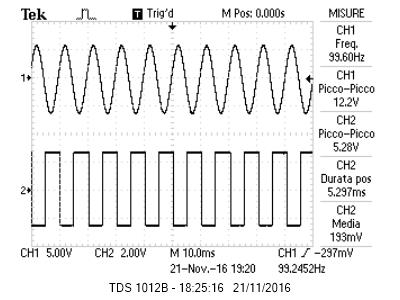 Tek Trig'd M Pos: 0.000s MISURE
CH1
Freq.
99.60Hz
1 CH1
Picco-Picco
12.2V
CH2
Picco-Picco
5.28V
CH2
Durata pos
5.297ms
2 CH2
Media
193mV
CH1 5.00V CH2 2.00V M 10.0ms CH1 -297mV
21-Nov.-16 19:20 99.2452Hz
TDS 1012B - 18:25:16 21/11/2016